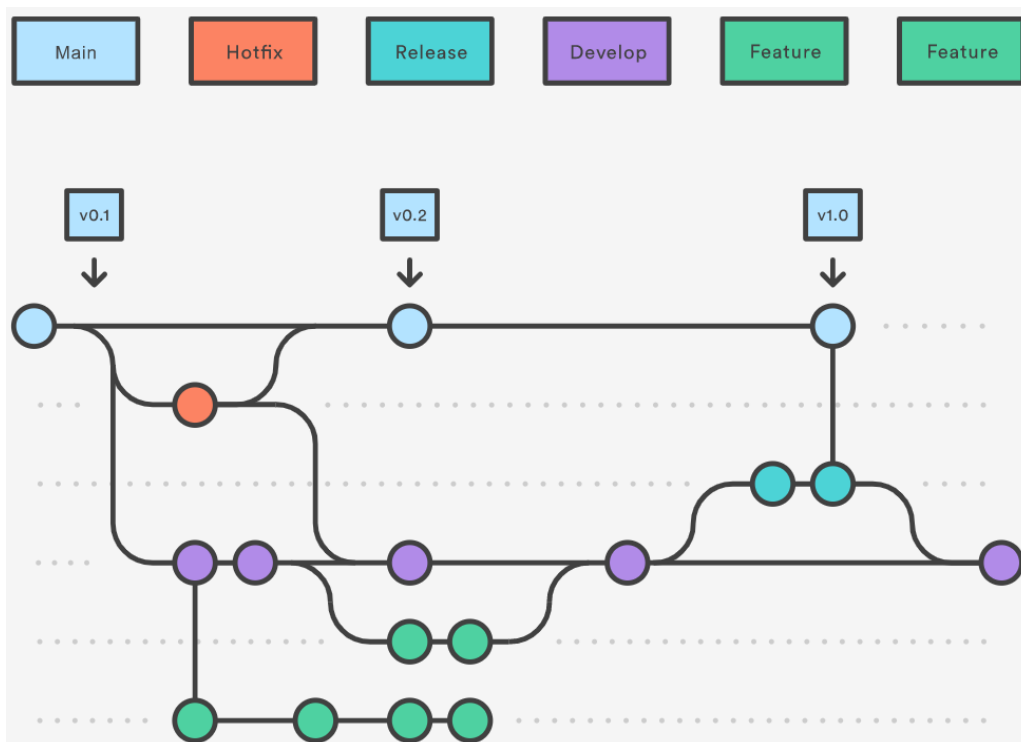 Main
Hotfix
Release
Develop
Feature
Feature
v0.1
v0.2
v1.0